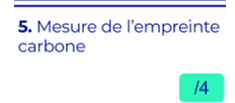 5. Mesure de l’empreinte
carbone
/4